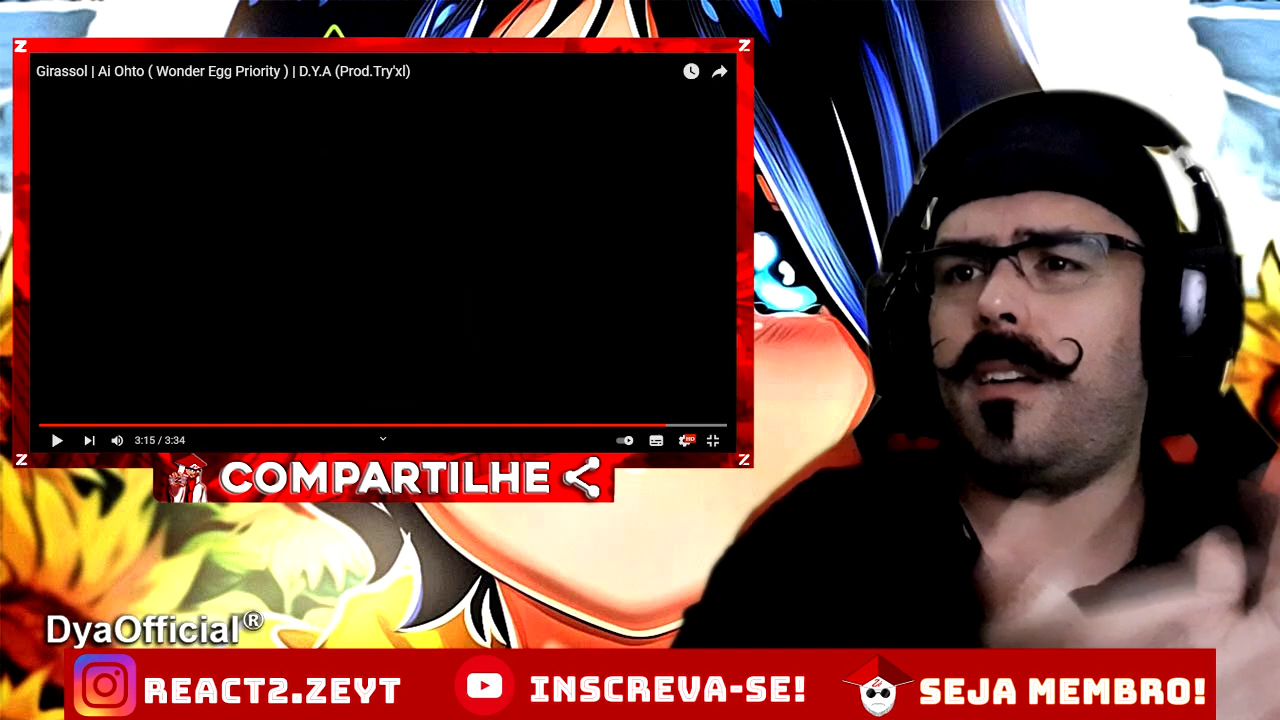 Z
Z
Girassol | Ai Ohto ( Wonder Egg Priority ) | D.Y.A (Prod.Try'xl)
3:15 / 3:34
HD
Z
Z
COMPARTILHE
DyaOfficial®
REACT2.ZEYT
INSCREVA-SE!
SEJA MEMBRO!